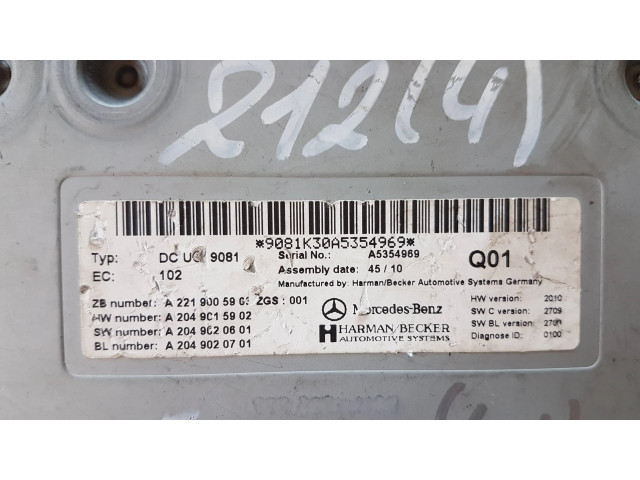 212(4)
*9081K30A5354969*
Typ: DC U 9081
Serial No.: A5354969
Q01
EC: 102
Assembly date: 45/10
Manufactured by: Harman/Becker Automotive Systems Germany
ZB number: A 221 900 59 03 ZGS: 001
HW number: A 204 901 59 02
SW number: A 204 902 06 01
BL number: A 204 902 07 01
Mercedes-Benz
HARMAN/BECKER
AUTOMOTIVE SYSTEMS
HW version: 2010
SW C version: 2709
SW BL version:
Diagnose ID: 0100